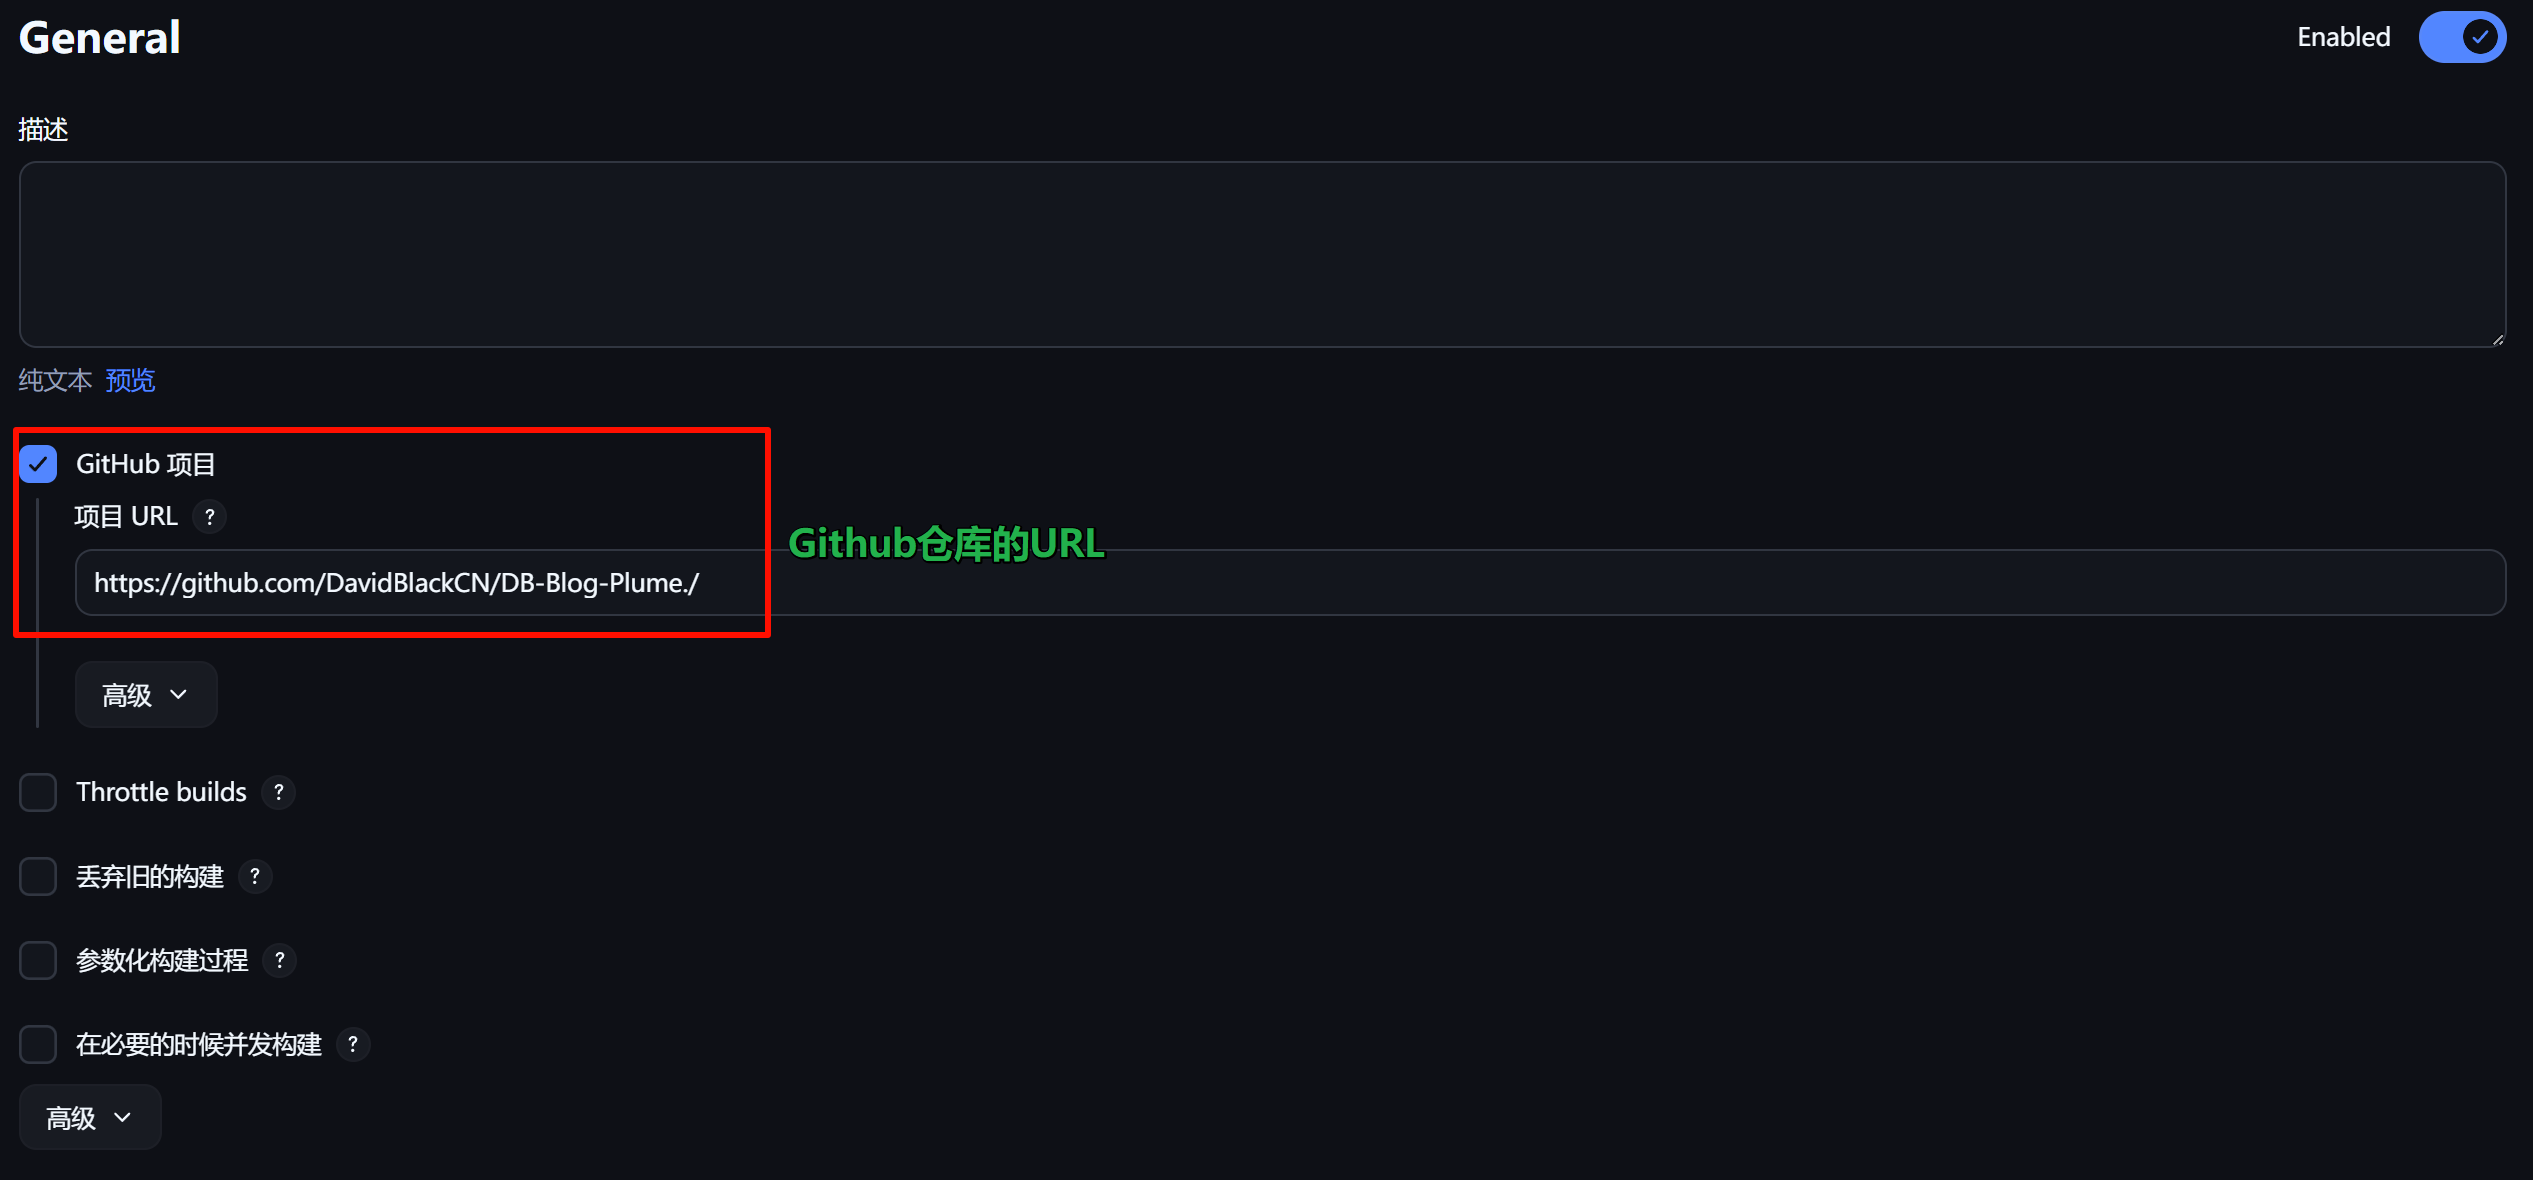 General
Enabled
描述
纯文本 预览
GitHub 项目
项目 URL ?
Github仓库的URL
https://github.com/DavidBlackCN/DB-Blog-Plume./
高级
Throttle builds ?
丢弃旧的构建 ?
参数化构建过程 ?
在必要的时候并发构建 ?
高级